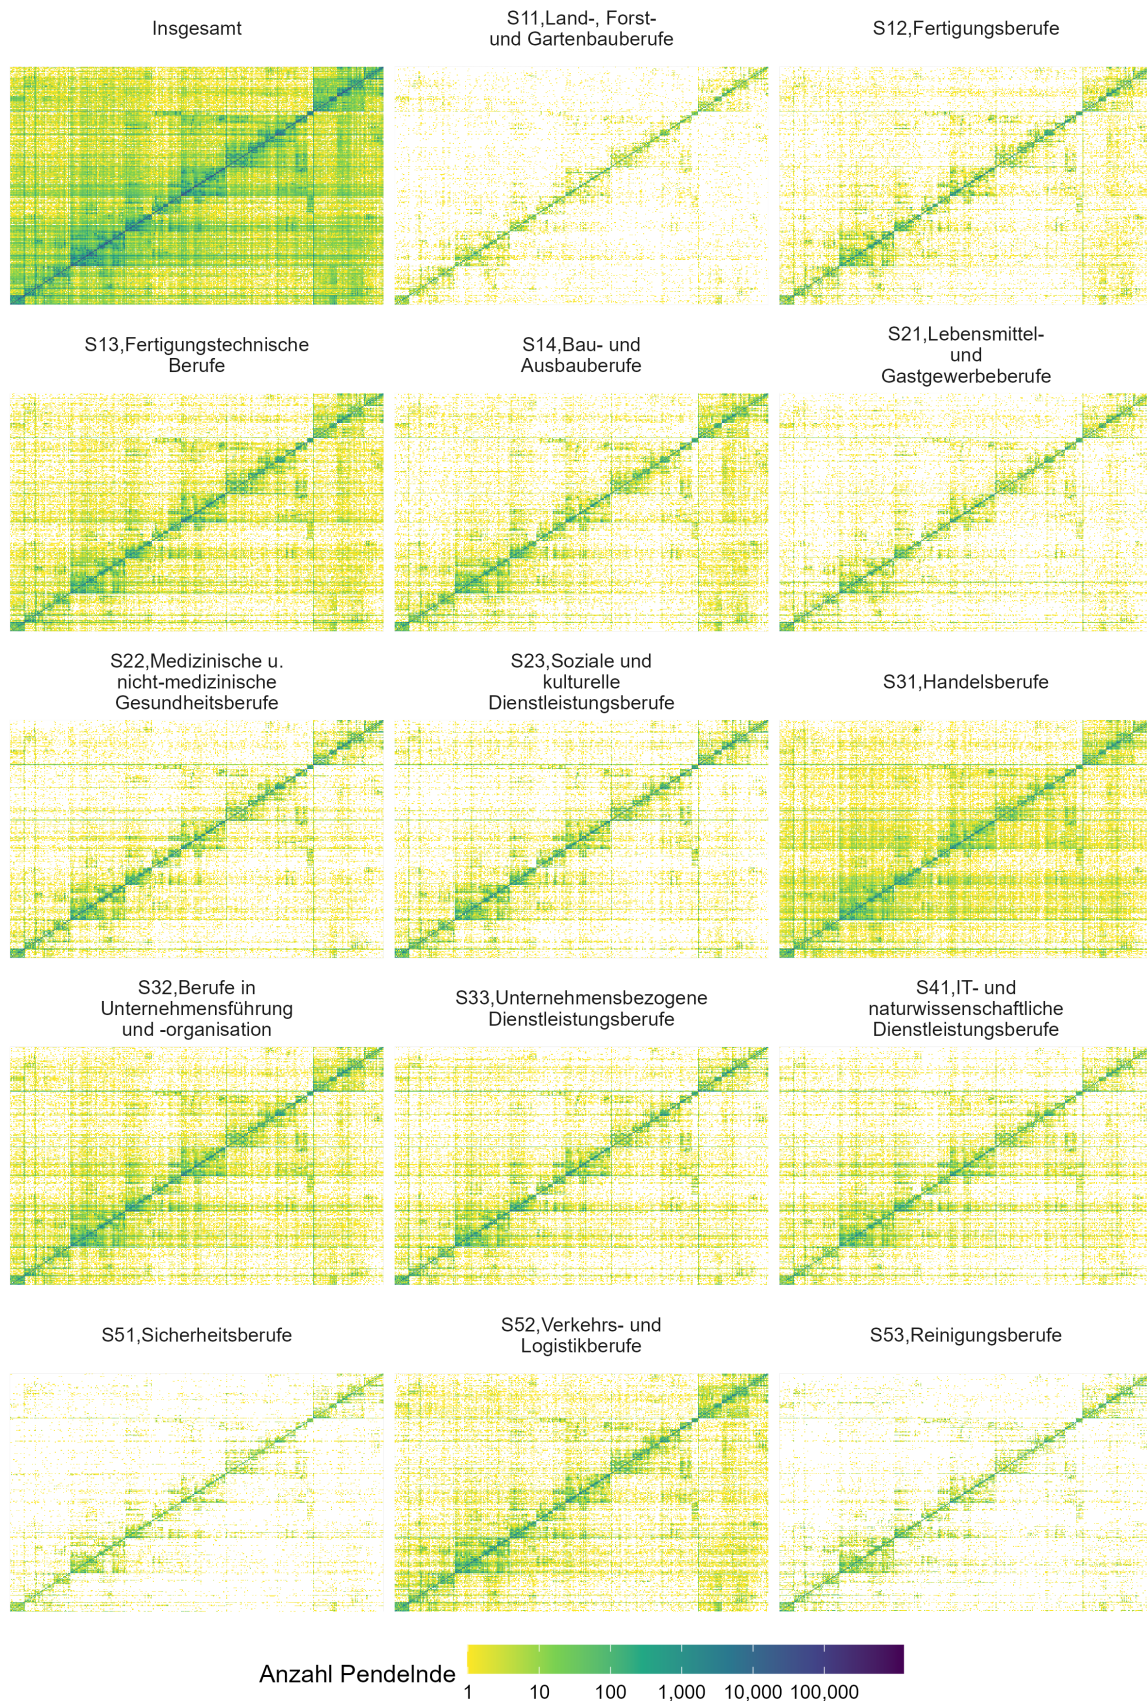 Insgesamt
S11,Land-, Forst-
und Gartenbauberufe
S12,Fertigungsberufe
S13,Fertigungstechnische
Berufe
S14,Bau- und
Ausbauberufe
S21,Lebensmittel-
und
Gastgewerbeberufe
S22,Medizinische u.
nicht-medizinische
Gesundheitsberufe
S23,Soziale und
kulturelle
Dienstleistungsberufe
S31,Handelsberufe
S32,Berufe in
Unternehmensführung
und -organisation
S33,Unternehmensbezogene
Dienstleistungsberufe
S41,IT- und
naturwissenschaftliche
Dienstleistungsberufe
S51,Sicherheitsberufe
S52,Verkehrs- und
Logistikberufe
S53,Reinigungsberufe
Anzahl Pendelnde
1 10 100 1,000 10,000 100,000